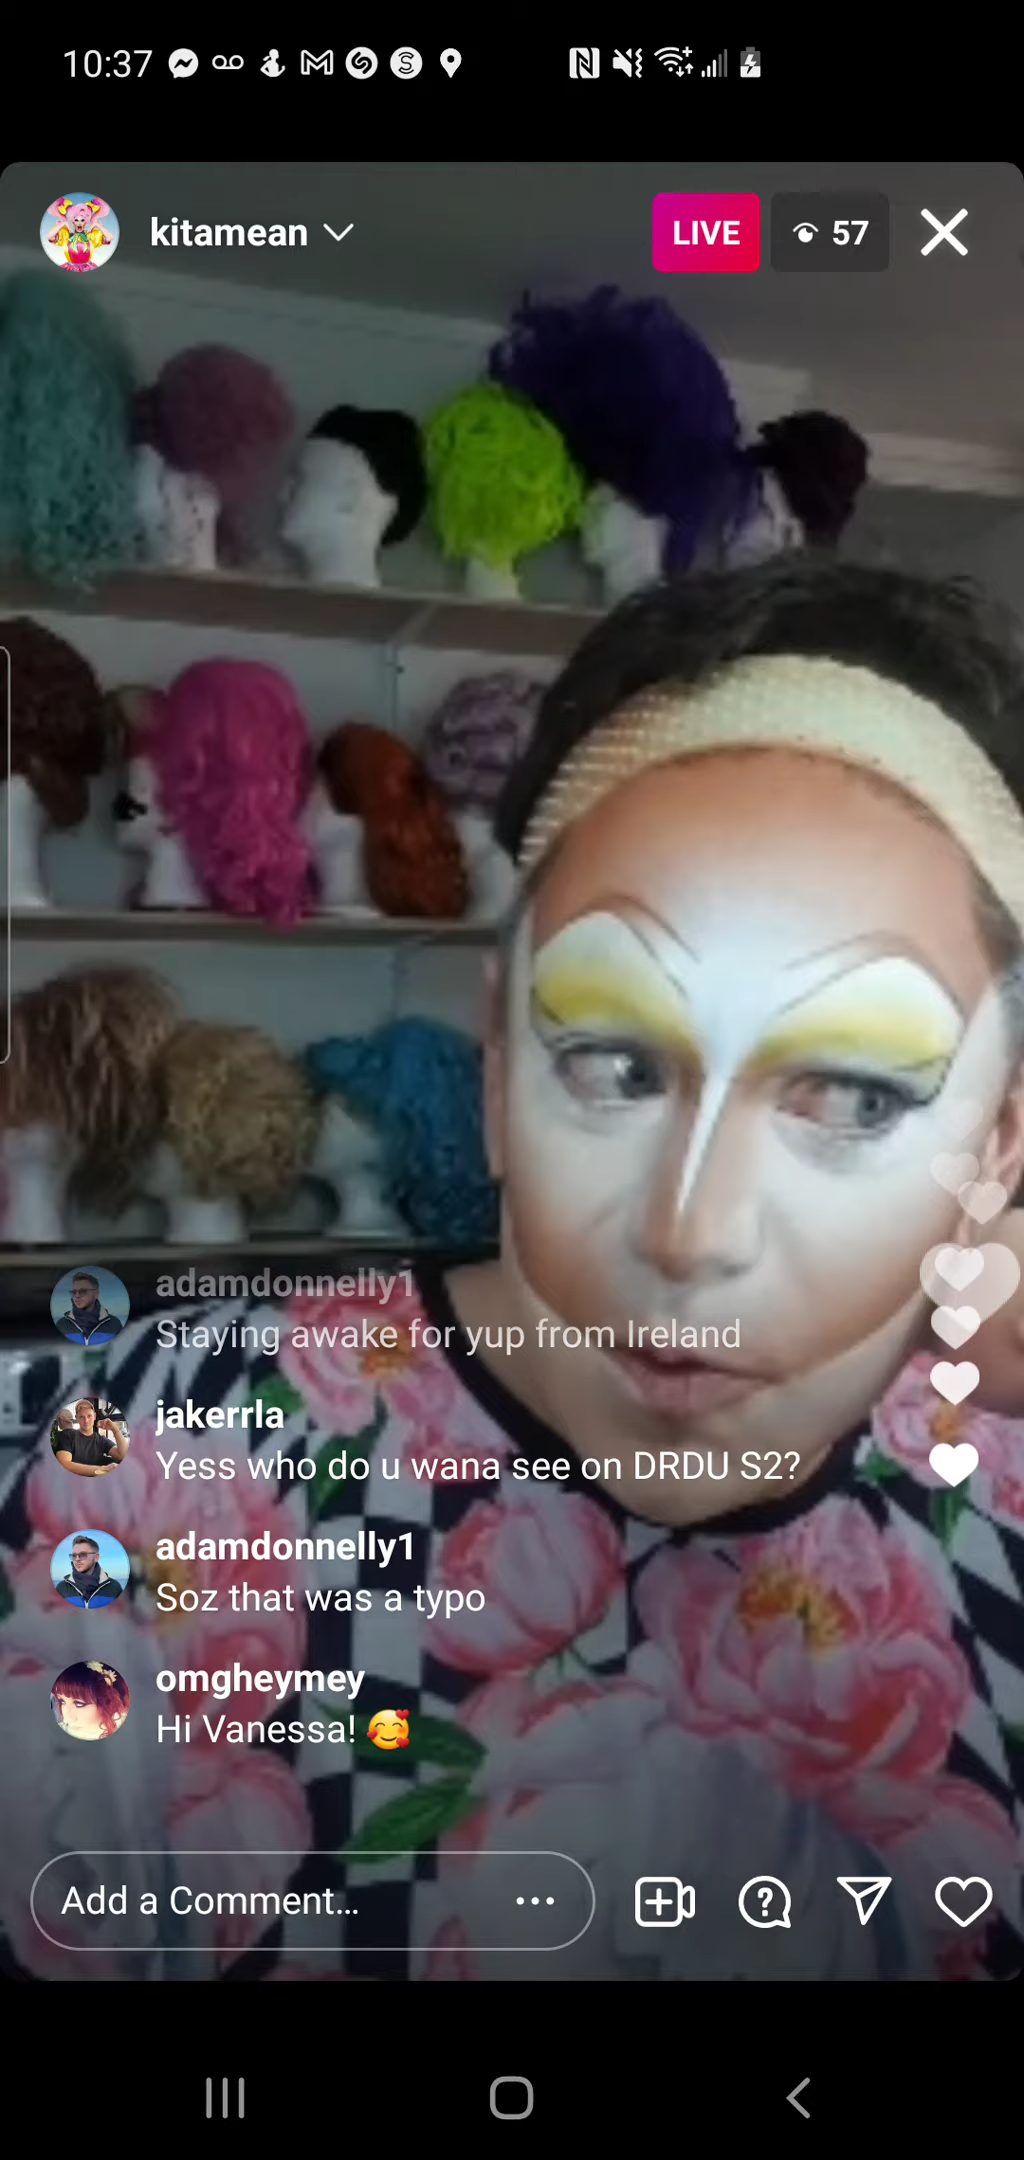 10:37
kitamean
LIVE
57
adamdonnelly1
Staying awake for yup from Ireland
jakerrla
Yess who do u wana see on DRDU S2?
adamdonnelly1
Soz that was a typo
omgheymey
Hi Vanessa! 🥰
Add a Comment...